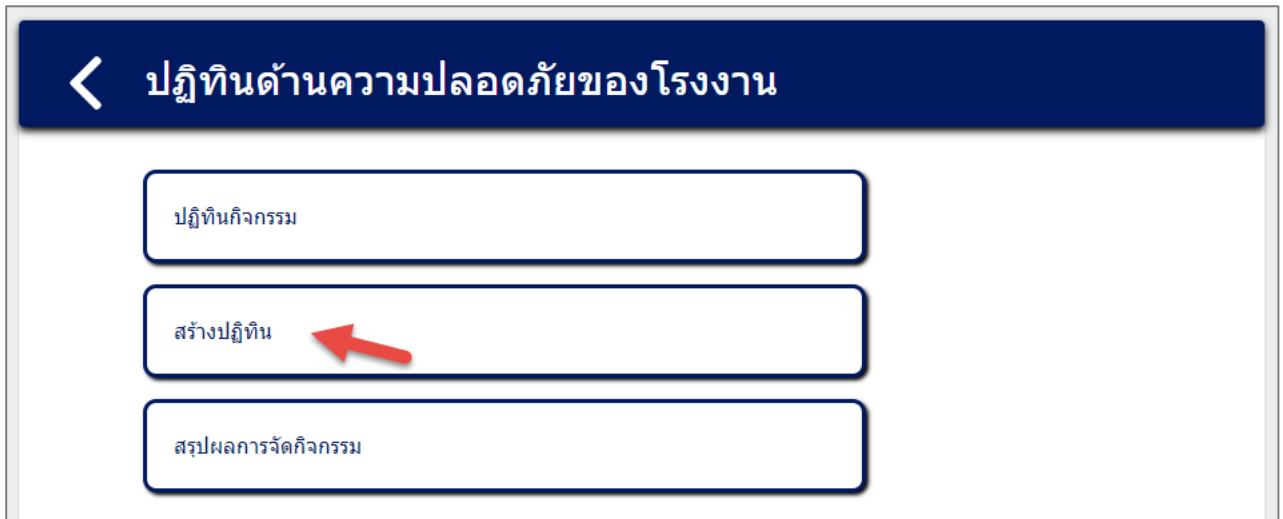 ปฏิทินด้านความปลอดภัยของโรงงาน
ปฏิทินกิจกรรม
สร้างปฏิทิน
สรุปผลการจัดกิจกรรม